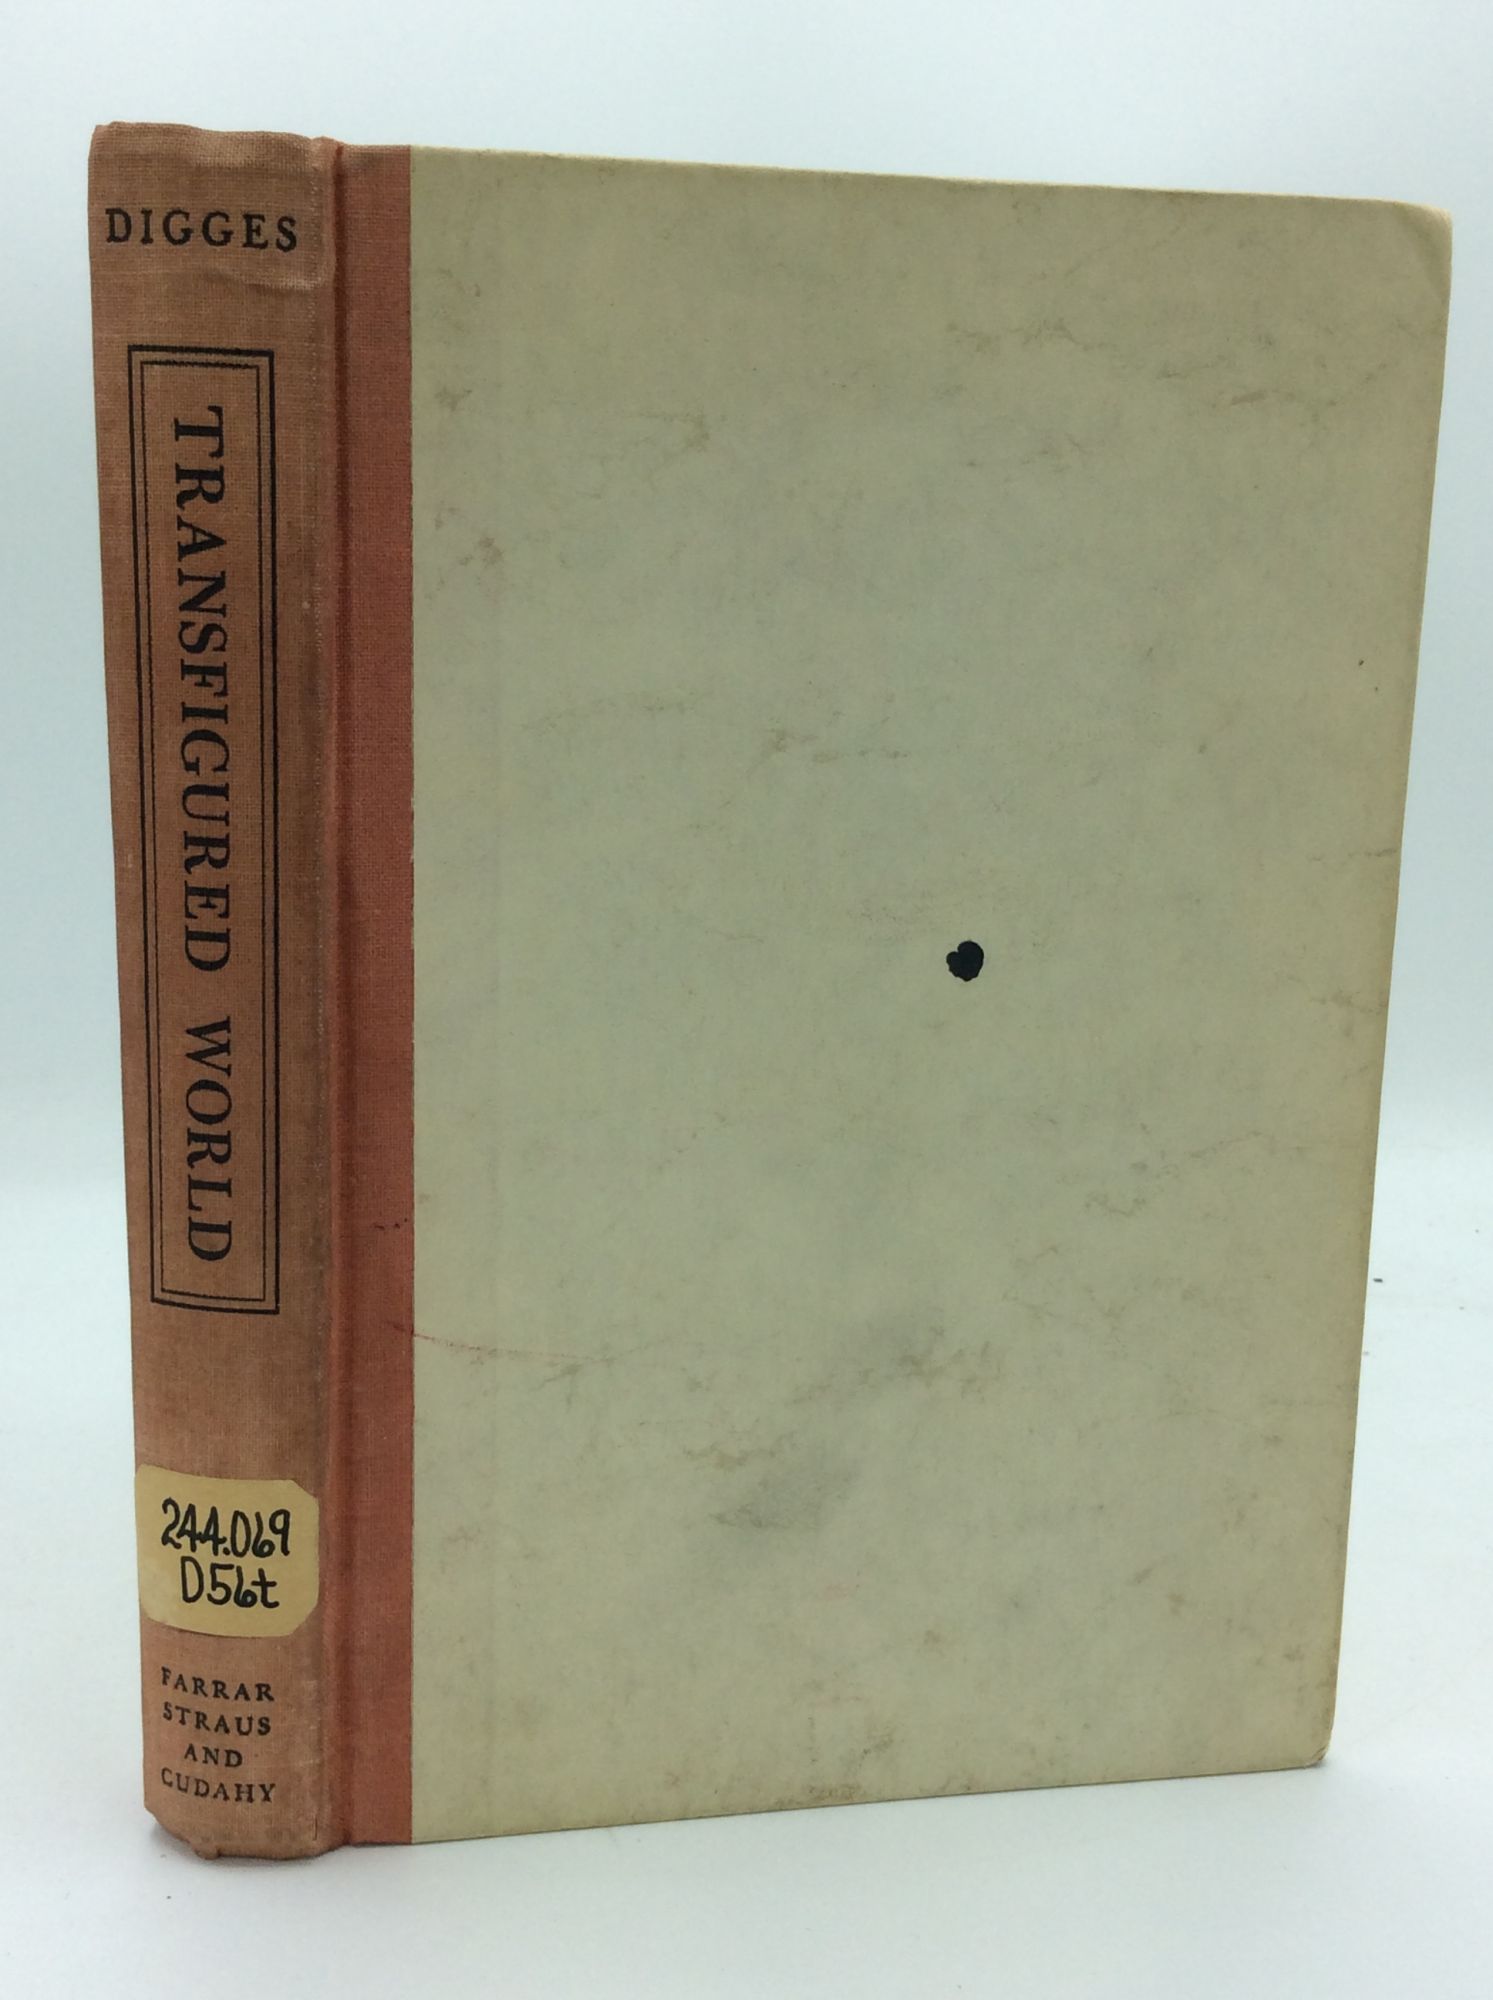 DIGGES
TRANSFIGURED WORLD
244.069
D56t
FARRAR
STRAUS
AND
CUDAHY